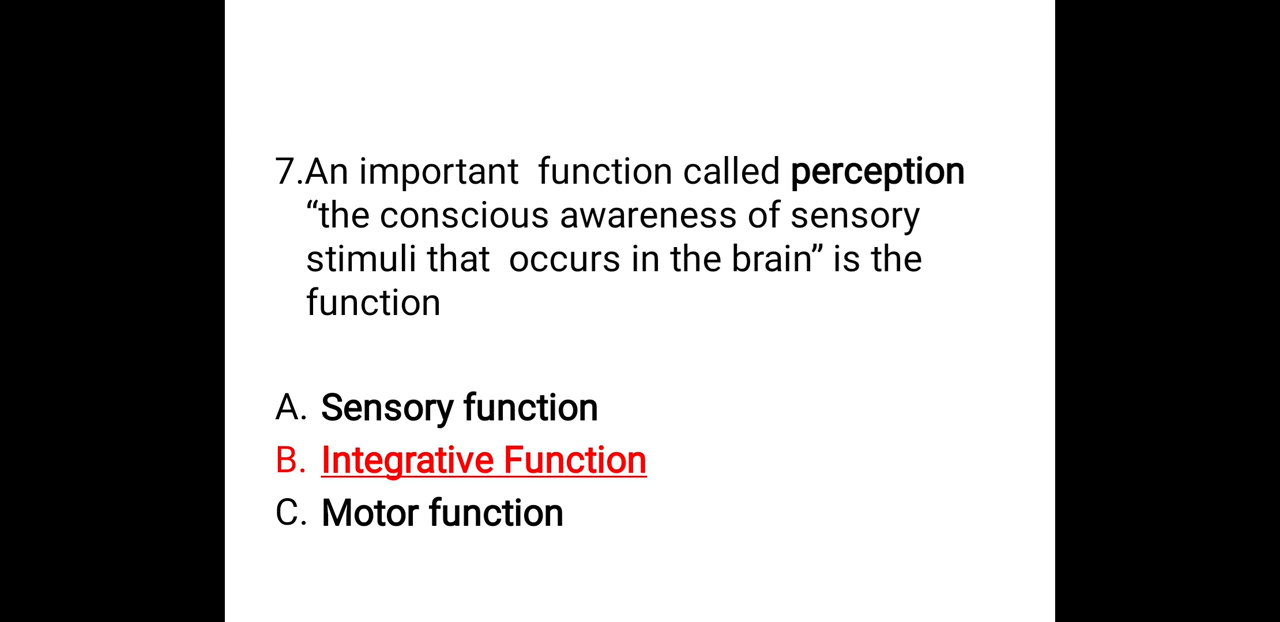 7.An important  function called perception
“the conscious awareness of sensory
stimuli that  occurs in the brain” is the
function
A. Sensory function
B. Integrative Function
C. Motor function